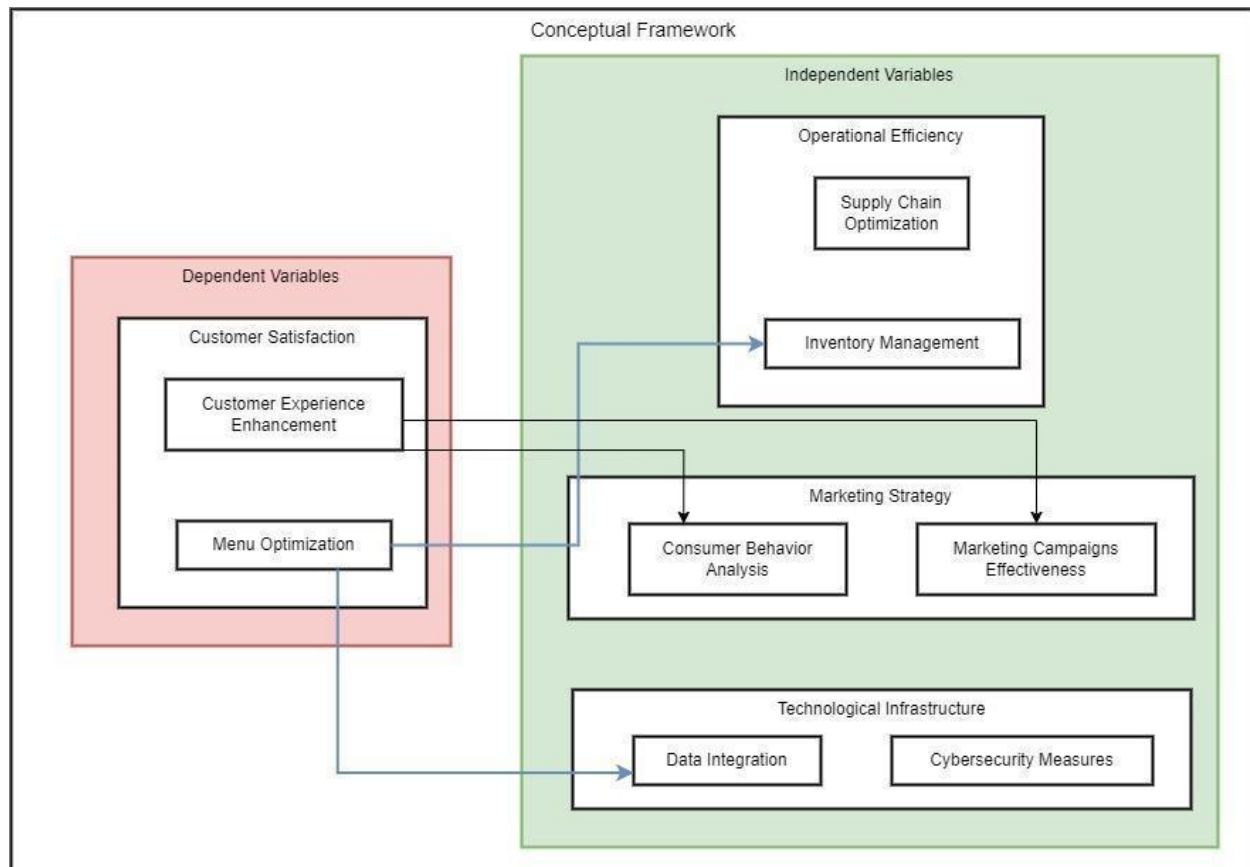 Conceptual Framework
Independent Variables
Operational Efficiency
Supply Chain
Optimization
Inventory Management
Dependent Variables
Customer Satisfaction
Customer Experience
Enhancement
Menu Optimization
Marketing Strategy
Consumer Behavior
Analysis
Marketing Campaigns
Effectiveness
Technological Infrastructure
Data Integration
Cybersecurity Measures